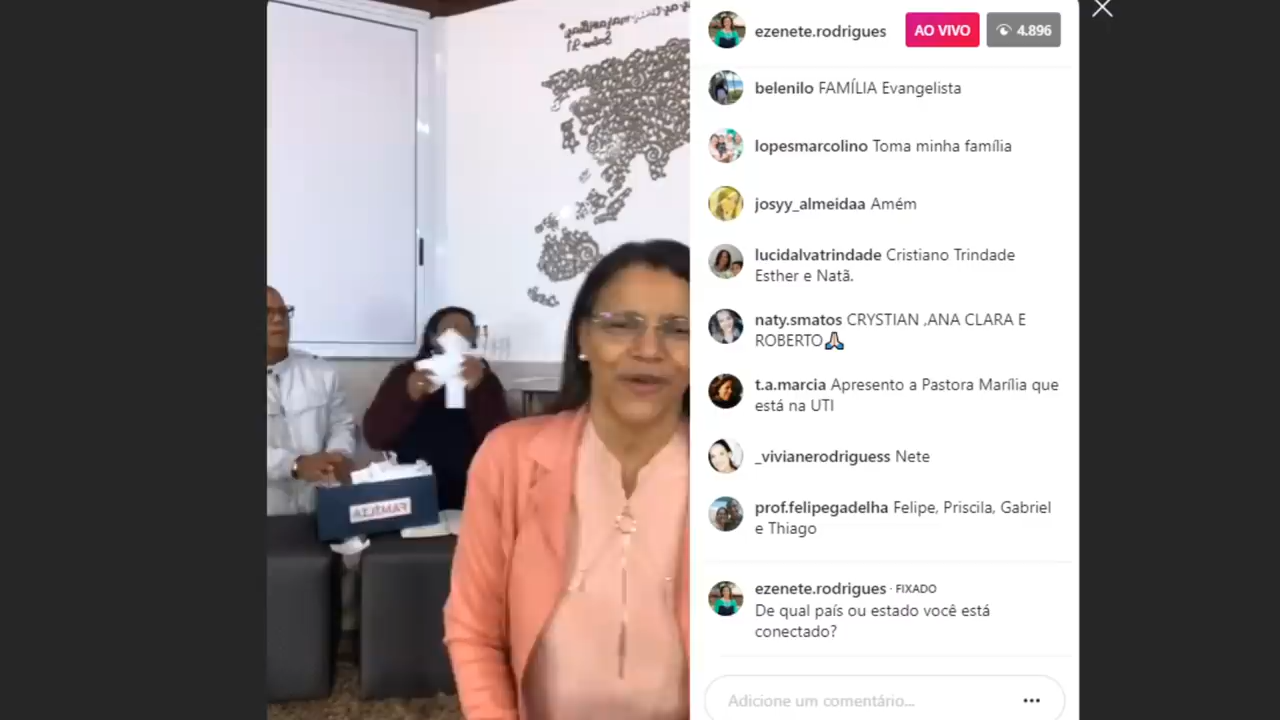 ezenete.rodrigues AO VIVO 4.896
belenilo FAMÍLIA Evangelista
lopesmarcolino Toma minha família
josyy_almeidaa Amém
lucidalvatrindade Cristiano Trindade
Esther e Natã.
naty.smatos CRYSTIAN ,ANA CLARA E
ROBERTO🙏
t.a.marcia Apresento a Pastora Marília que
está na UTI
_vivianerodriguess Nete
prof.felipegadelha Felipe, Priscila, Gabriel
e Thiago
ezenete.rodrigues · FIXADO
De qual país ou estado você está
conectado?
Adicione um comentário...
FAMÍLIA